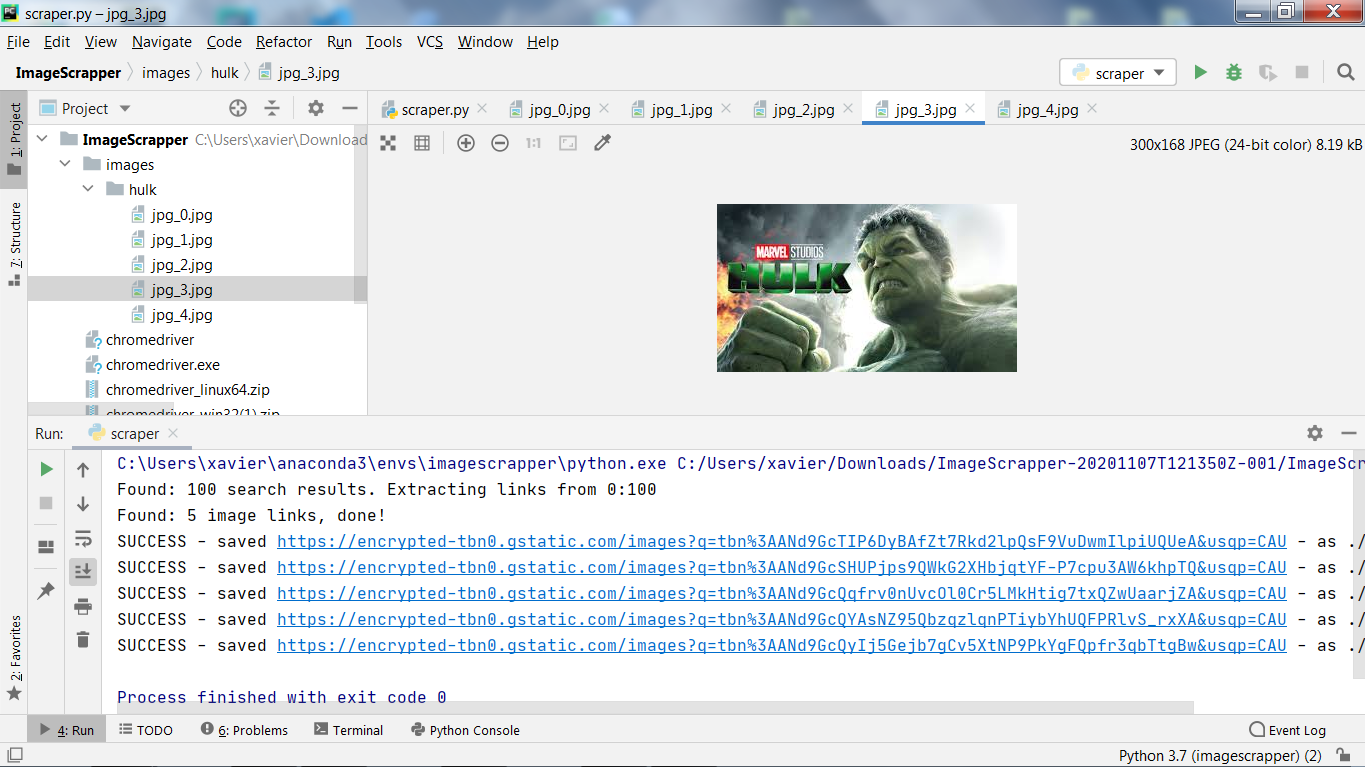 scraper.py – jpg_3.jpg
File Edit View Navigate Code Refactor Run Tools VCS Window Help
ImageScrapper images hulk jpg_3.jpg scraper
1: Project
7: Structure
2: Favorites
Project
ImageScrapper C:\Users\xavier\Download
images
hulk
jpg_0.jpg
jpg_1.jpg
jpg_2.jpg
jpg_3.jpg
jpg_4.jpg
chromedriver
chromedriver.exe
chromedriver_linux64.zip
chromedriver_win32(1).zip
scraper.py jpg_0.jpg jpg_1.jpg jpg_2.jpg jpg_3.jpg jpg_4.jpg
1:1 300x168 JPEG (24-bit color) 8.19 kB
MARVEL STUDIOS
HULK
Run: scraper
C:\Users\xavier\anaconda3\envs\imagescrapper\python.exe C:/Users/xavier/Downloads/ImageScrapper-20201107T121350Z-001/ImageScr
Found: 100 search results. Extracting links from 0:100
Found: 5 image links, done!
SUCCESS - saved https://encrypted-tbn0.gstatic.com/images?q=tbn%3AANd9GcTIP6DyBAfZt7Rkd2lpQsF9VuDwmIlpiUQUeA&usqp=CAU - as ./
SUCCESS - saved https://encrypted-tbn0.gstatic.com/images?q=tbn%3AANd9GcSHUPjps9QWkG2XHbjqtYF-P7cpu3AW6khpTQ&usqp=CAU - as ./
SUCCESS - saved https://encrypted-tbn0.gstatic.com/images?q=tbn%3AANd9GcQqfrv0nUvcOl0Cr5LMkHtig7txQZwUaarjZA&usqp=CAU - as ./
SUCCESS - saved https://encrypted-tbn0.gstatic.com/images?q=tbn%3AANd9GcQYAsNZ95QbzqzlqnPTiybYhUQFPRlvS_rxXA&usqp=CAU - as ./
SUCCESS - saved https://encrypted-tbn0.gstatic.com/images?q=tbn%3AANd9GcQyIj5Gejb7gCv5XtNP9PkYgFQpfr3qbTtgBw&usqp=CAU - as ./
Process finished with exit code 0
4: Run TODO 6: Problems Terminal Python Console Event Log
Python 3.7 (imagescrapper) (2)